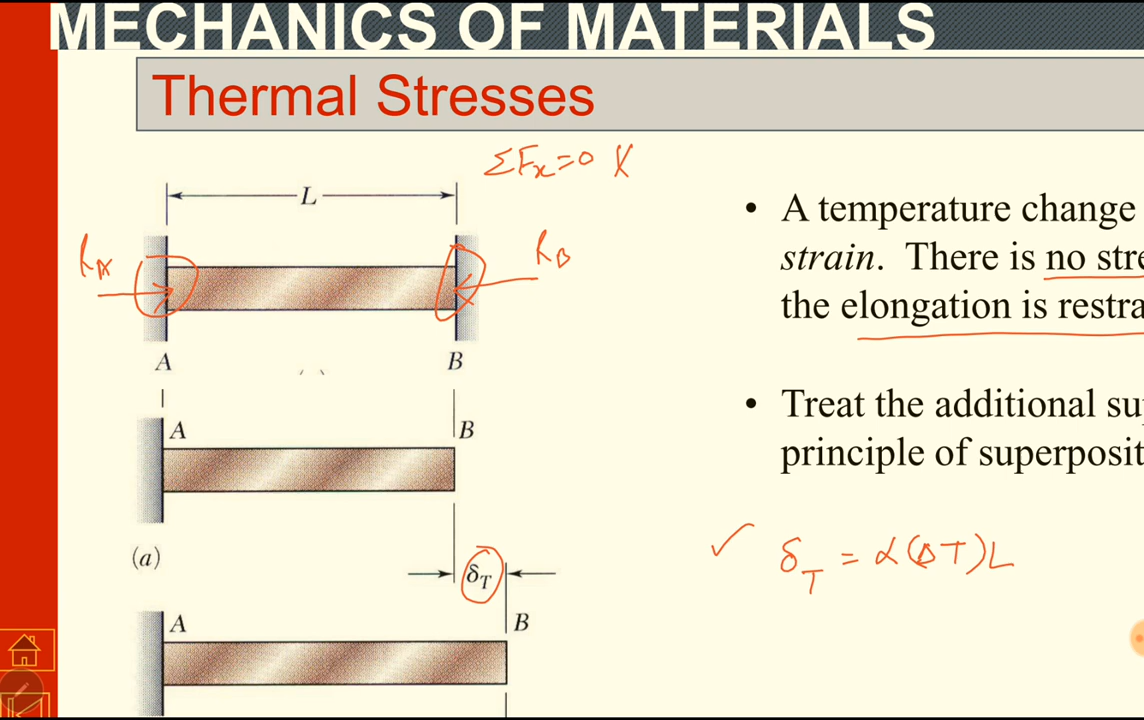 MECHANICS OF MATERIALS
Thermal Stresses
ΣFx=0
L
RA
RB
A
B
• A temperature change
strain. There is no stre
the elongation is restra
A
B
(a)
• Treat the additional su
principle of superposit
δT
✓ δT = α(ΔT)L
A
B